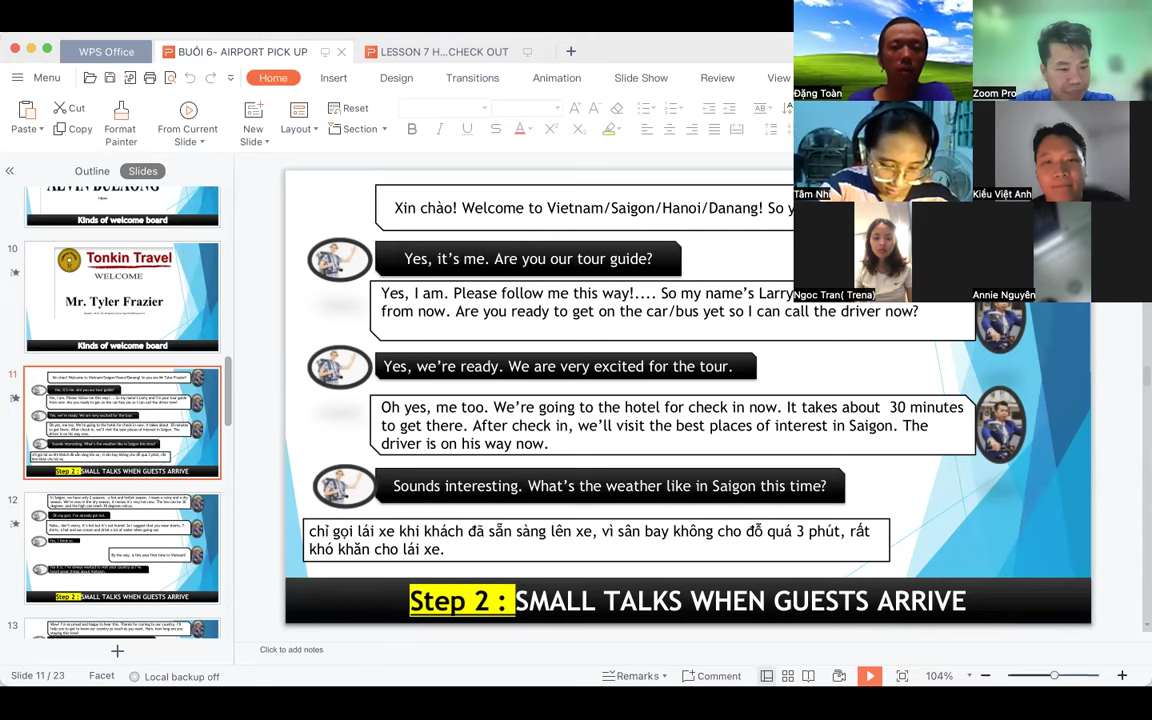 WPS Office
BUỔI 6- AIRPORT PICK UP
LESSON 7 H...CHECK OUT
Menu
Home
Insert
Design
Transitions
Animation
Slide Show
Review
View
Paste
Cut
Copy
Format
Painter
From Current
Slide
New
Slide
Layout
Reset
Section
B I U S A
Outline
Slides
Kinds of welcome board
10
Tonkin Travel
WELCOME
Mr. Tyler Frazier
Kinds of welcome board
11
Step 2 : SMALL TALKS WHEN GUESTS ARRIVE
12
Step 2 : SMALL TALKS WHEN GUESTS ARRIVE
13
Xin chào! Welcome to Vietnam/Saigon/Hanoi/Danang! So y
Yes, it's me. Are you our tour guide?
Yes, I am. Please follow me this way!.... So my name's Larry
from now. Are you ready to get on the car/bus yet so I can call the driver now?
Yes, we're ready. We are very excited for the tour.
Oh yes, me too. We're going to the hotel for check in now. It takes about 30 minutes
to get there. After check in, we'll visit the best places of interest in Saigon. The
driver is on his way now.
Sounds interesting, What's the weather like in Saigon this time?
chỉ gọi lái xe khi khách đã sẵn sàng lên xe, vì sân bay không cho đỗ quá 3 phút, rất
khó khăn cho lái xe.
Step 2 : SMALL TALKS WHEN GUESTS ARRIVE
Đặng Toàn
Zoom Pro
Tâm Nhi
Kiều Việt Anh
Ngoc Tran( Trena)
Annie Nguyên
Click to add notes
Slide 11 / 23
Facet
Local backup off
Remarks
Comment
104%